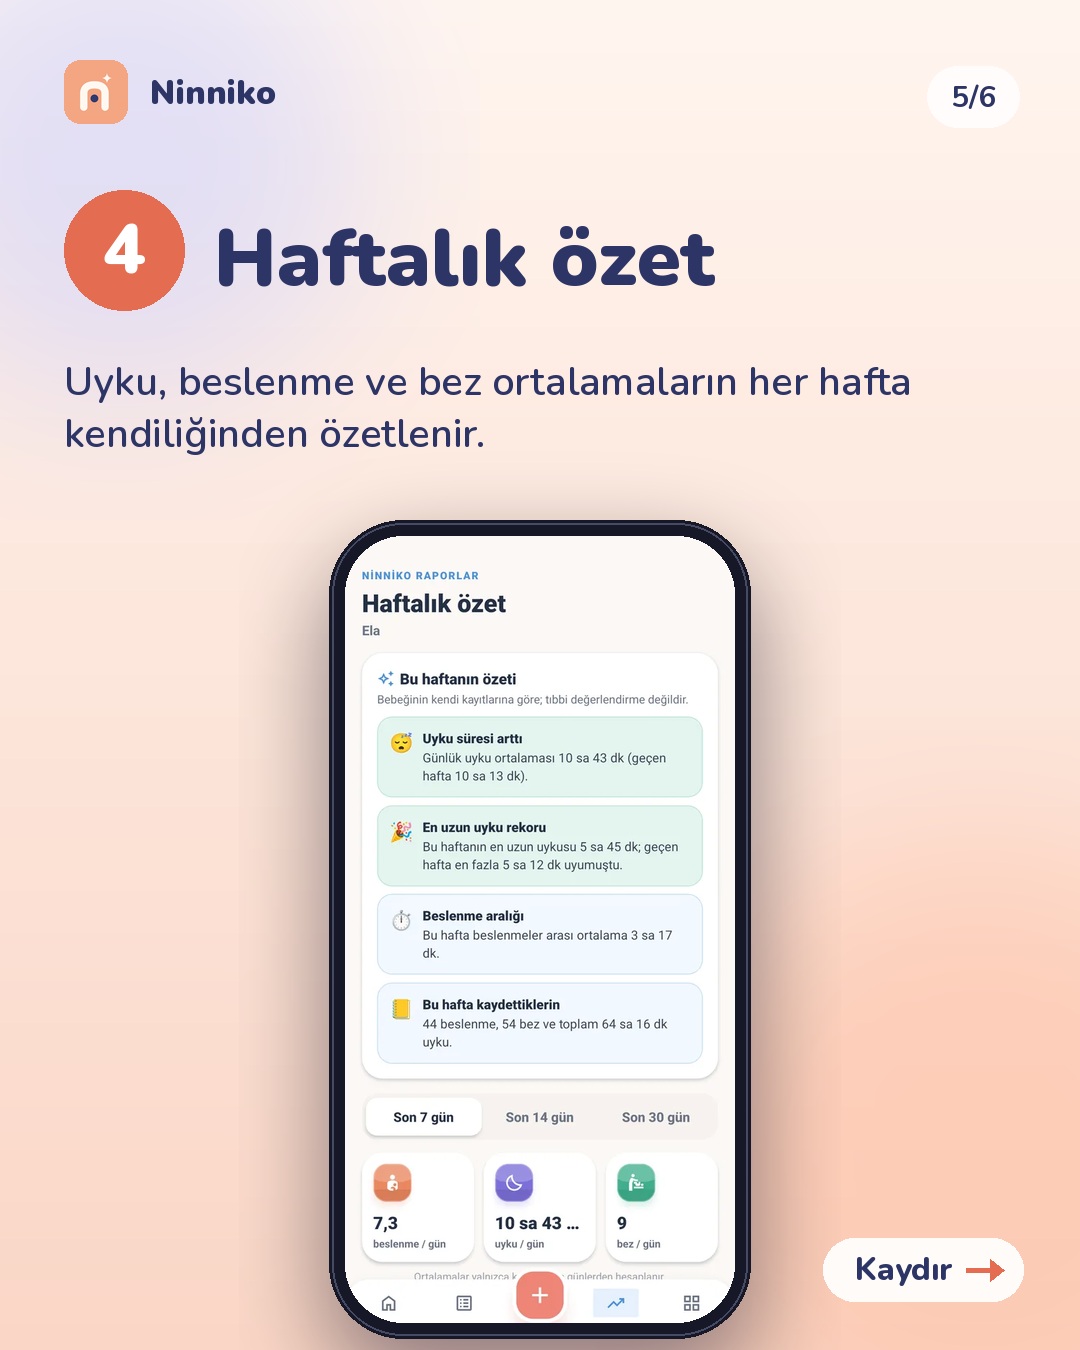 Ninniko
5/6
4
Haftalık özet
Uyku, beslenme ve bez ortalamaların her hafta
kendiliğinden özetlenir.
NİNNİKO RAPORLAR
Haftalık özet
Ela
Bu haftanın özeti
Bebeğinin kendi kayıtlarına göre; tıbbi değerlendirme değildir.
Uyku süresi arttı
Günlük uyku ortalaması 10 sa 43 dk (geçen
hafta 10 sa 13 dk).
En uzun uyku rekoru
Bu haftanın en uzun uykusu 5 sa 45 dk; geçen
hafta en fazla 5 sa 12 dk uyumuştu.
Beslenme aralığı
Bu hafta beslenmeler arası ortalama 3 sa 17
dk.
Bu hafta kaydettiklerin
44 beslenme, 54 bez ve toplam 64 sa 16 dk
uyku.
Son 7 gün
Son 14 gün
Son 30 gün
7,3
beslenme / gün
10 sa 43 ...
uyku / gün
9
bez / gün
Ortalamalar yalnızca günlerden hesaplanır
Kaydır